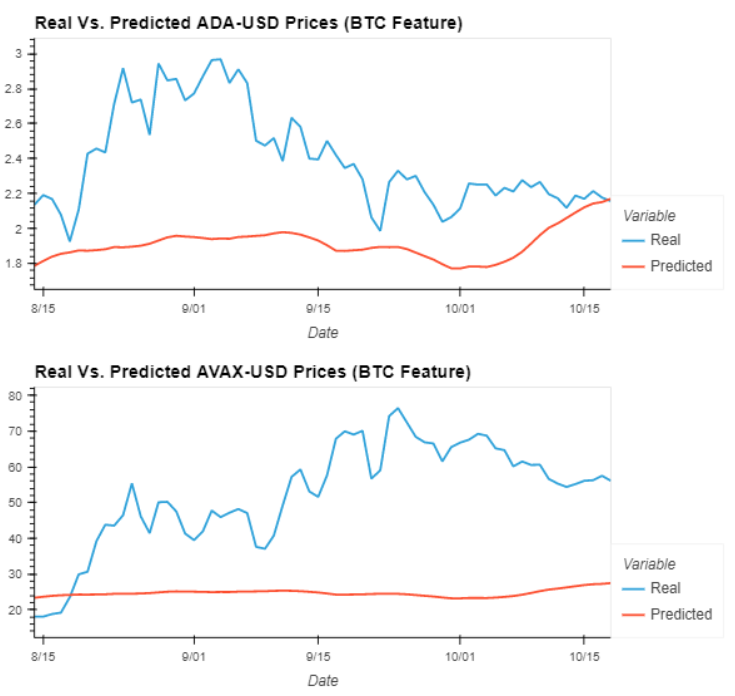 Real Vs. Predicted ADA-USD Prices (BTC Feature)
3
2.8
2.6
2.4
2.2
2
1.8
8/15 9/01 9/15 10/01 10/15
Date
Variable
Real
Predicted
Real Vs. Predicted AVAX-USD Prices (BTC Feature)
80
70
60
50
40
30
20
8/15 9/01 9/15 10/01 10/15
Date
Variable
Real
Predicted